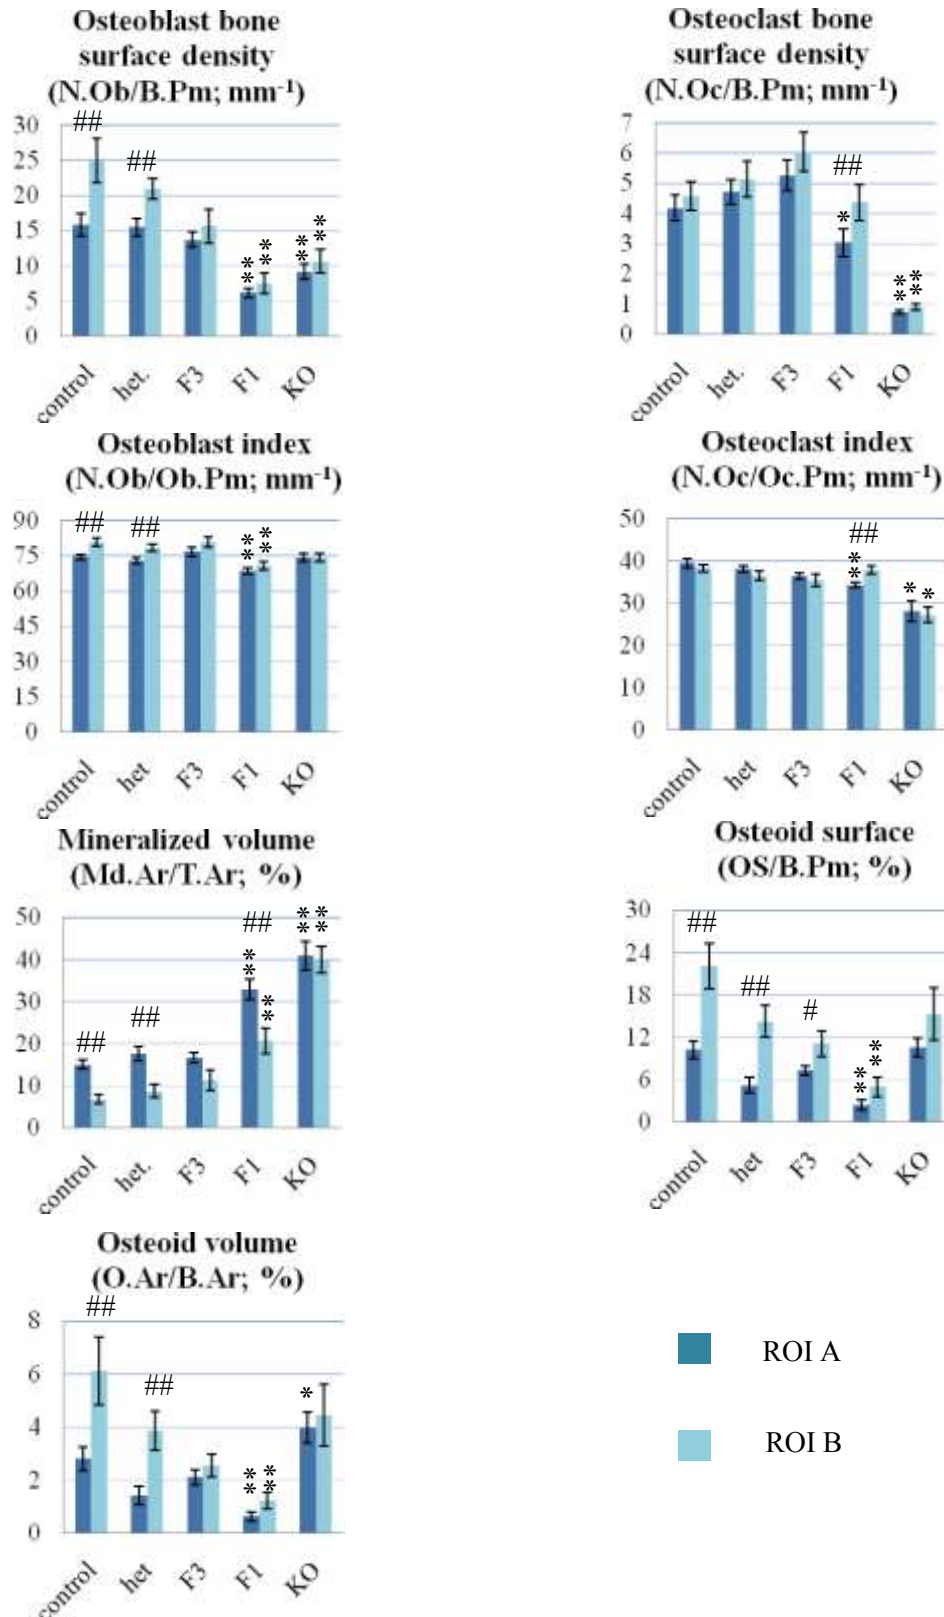 Osteoblast bone
surface density
(N.Ob/B.Pm; mm⁻¹)
##
##
** ** ** **
30
25
20
15
10
5
0
control
het.
F3
F1
KO
Osteoclast bone
surface density
(N.Oc/B.Pm; mm⁻¹)
##
* ** **
7
6
5
4
3
2
1
0
control
het.
F3
F1
KO
Osteoblast index
(N.Ob/Ob.Pm; mm⁻¹)
##
##
** **
90
75
60
45
30
15
0
control
het
F3
F1
KO
Osteoclast index
(N.Oc/Oc.Pm; mm⁻¹)
##
** * *
50
40
30
20
10
0
control
het.
F3
F1
KO
Mineralized volume
(Md.Ar/T.Ar; %)
##
##
##
** ** ** **
50
40
30
20
10
0
control
het.
F3
F1
KO
Osteoid surface
(OS/B.Pm; %)
##
##
#
** **
30
24
18
12
6
0
control
het
F3
F1
KO
Osteoid volume
(O.Ar/B.Ar; %)
##
##
** ** *
8
6
4
2
0
control
het
F3
F1
KO
ROI A
ROI B